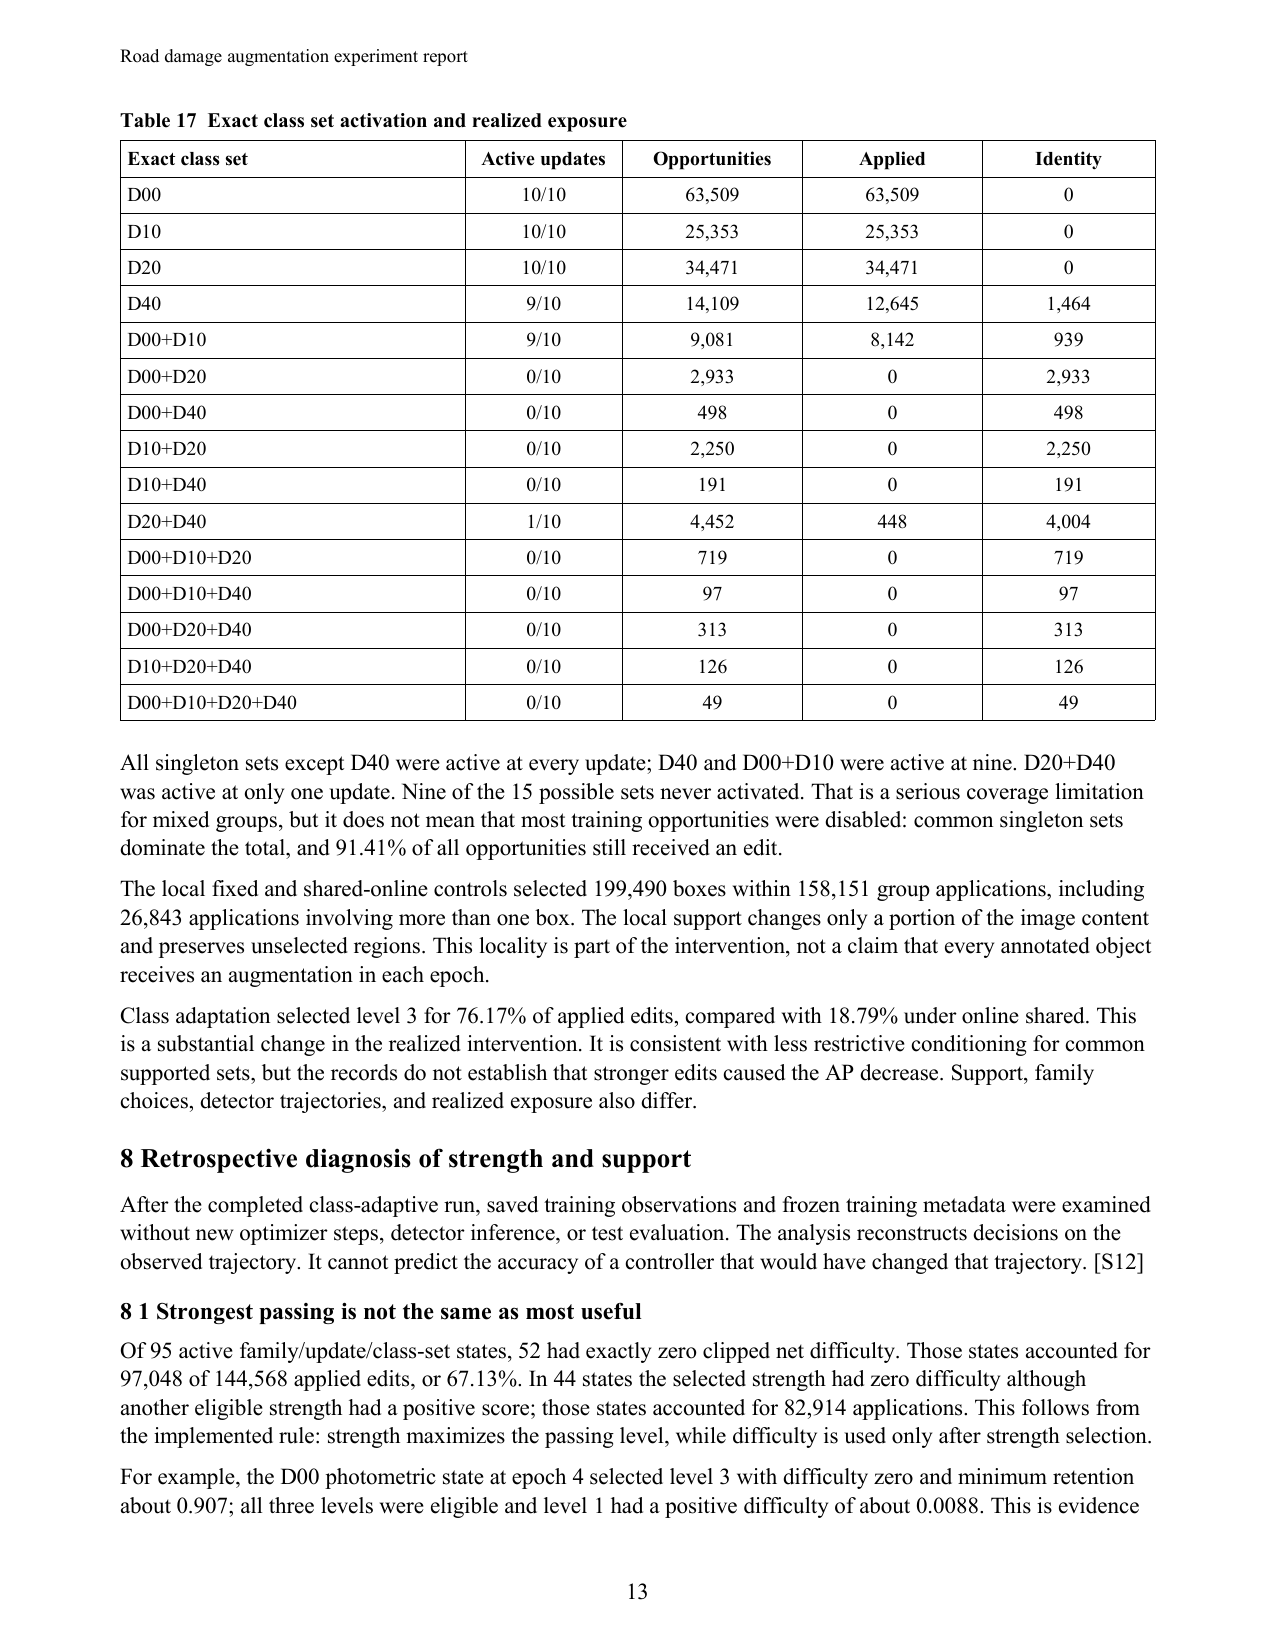 Road damage augmentation experiment report
Table 17 Exact class set activation and realized exposure
Exact class set Active updates Opportunities Applied Identity
D00 10/10 63,509 63,509 0
D10 10/10 25,353 25,353 0
D20 10/10 34,471 34,471 0
D40 9/10 14,109 12,645 1,464
D00+D10 9/10 9,081 8,142 939
D00+D20 0/10 2,933 0 2,933
D00+D40 0/10 498 0 498
D10+D20 0/10 2,250 0 2,250
D10+D40 0/10 191 0 191
D20+D40 1/10 4,452 448 4,004
D00+D10+D20 0/10 719 0 719
D00+D10+D40 0/10 97 0 97
D00+D20+D40 0/10 313 0 313
D10+D20+D40 0/10 126 0 126
D00+D10+D20+D40 0/10 49 0 49
All singleton sets except D40 were active at every update; D40 and D00+D10 were active at nine. D20+D40
was active at only one update. Nine of the 15 possible sets never activated. That is a serious coverage limitation
for mixed groups, but it does not mean that most training opportunities were disabled: common singleton sets
dominate the total, and 91.41% of all opportunities still received an edit.
The local fixed and shared-online controls selected 199,490 boxes within 158,151 group applications, including
26,843 applications involving more than one box. The local support changes only a portion of the image content
and preserves unselected regions. This locality is part of the intervention, not a claim that every annotated object
receives an augmentation in each epoch.
Class adaptation selected level 3 for 76.17% of applied edits, compared with 18.79% under online shared. This
is a substantial change in the realized intervention. It is consistent with less restrictive conditioning for common
supported sets, but the records do not establish that stronger edits caused the AP decrease. Support, family
choices, detector trajectories, and realized exposure also differ.
8 Retrospective diagnosis of strength and support
After the completed class-adaptive run, saved training observations and frozen training metadata were examined
without new optimizer steps, detector inference, or test evaluation. The analysis reconstructs decisions on the
observed trajectory. It cannot predict the accuracy of a controller that would have changed that trajectory. [S12]
8 1 Strongest passing is not the same as most useful
Of 95 active family/update/class-set states, 52 had exactly zero clipped net difficulty. Those states accounted for
97,048 of 144,568 applied edits, or 67.13%. In 44 states the selected strength had zero difficulty although
another eligible strength had a positive score; those states accounted for 82,914 applications. This follows from
the implemented rule: strength maximizes the passing level, while difficulty is used only after strength selection.
For example, the D00 photometric state at epoch 4 selected level 3 with difficulty zero and minimum retention
about 0.907; all three levels were eligible and level 1 had a positive difficulty of about 0.0088. This is evidence
13